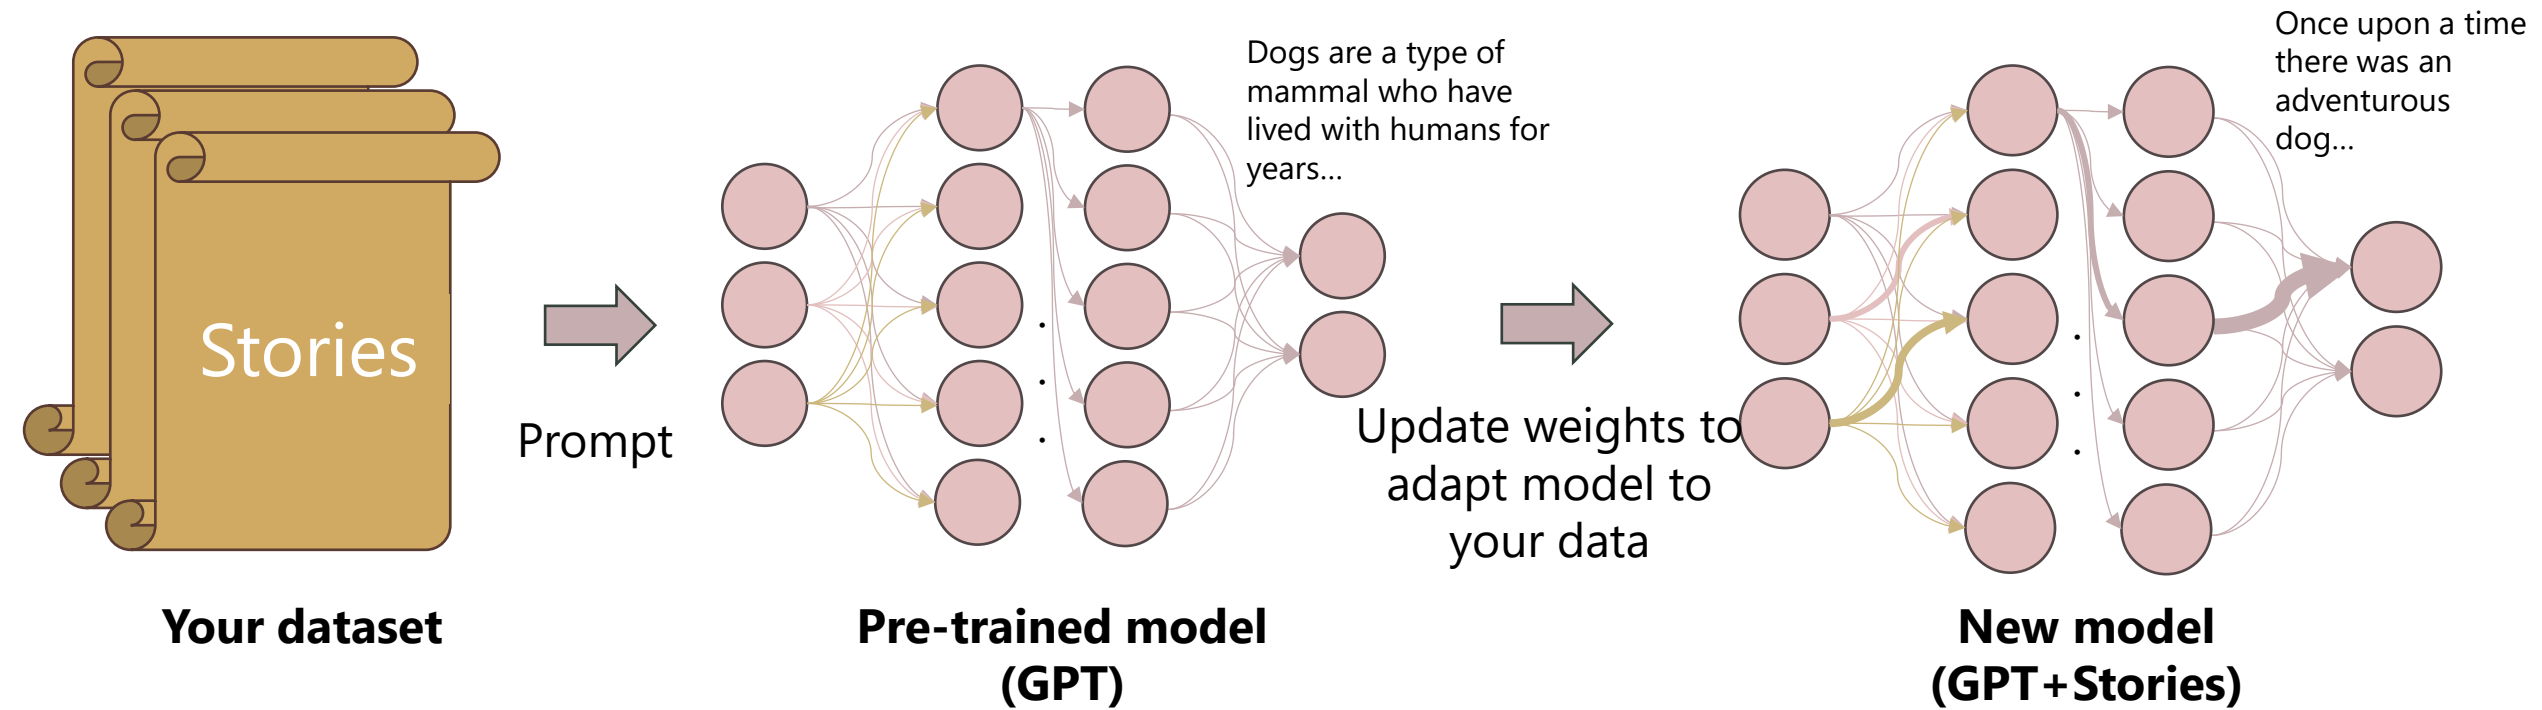 Stories
Your dataset
Prompt
Dogs are a type of
mammal who have
lived with humans for
years...
Pre-trained model
(GPT)
Update weights to
adapt model to
your data
Once upon a time
there was an
adventurous
dog...
New model
(GPT+Stories)